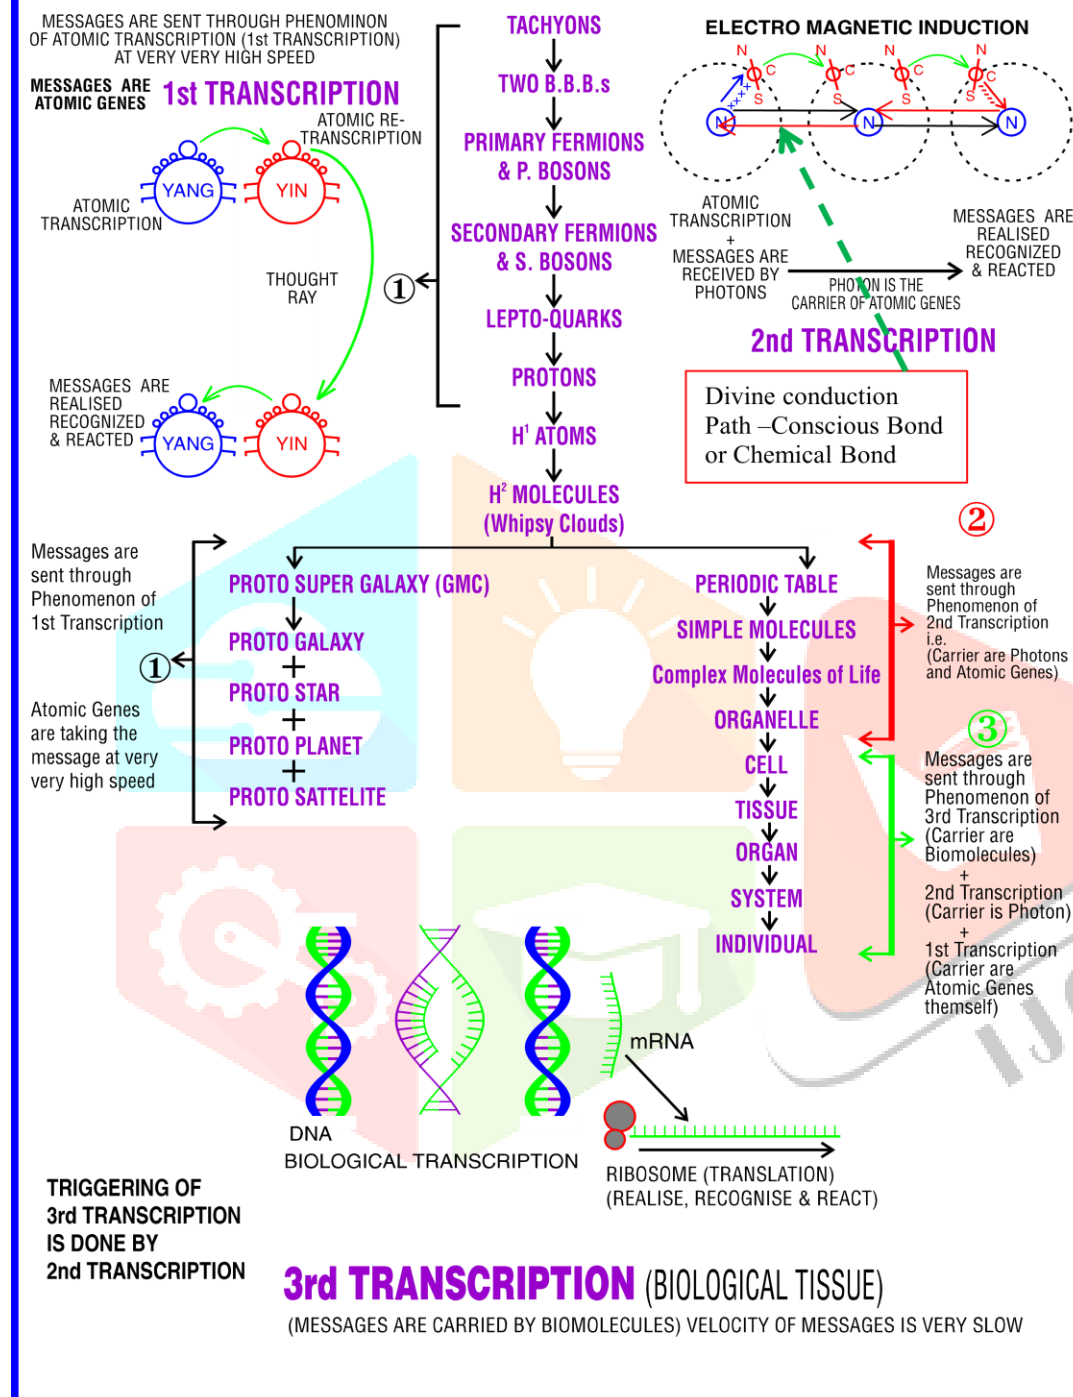 MESSAGES ARE SENT THROUGH PHENOMINON
OF ATOMIC TRANSCRIPTION (1st TRANSCRIPTION)
AT VERY VERY HIGH SPEED
MESSAGES ARE
ATOMIC GENES
1st TRANSCRIPTION
ATOMIC RE-
TRANSCRIPTION
YANG
YIN
ATOMIC
TRANSCRIPTION
THOUGHT
RAY
MESSAGES ARE
REALISED
RECOGNIZED
& REACTED
YANG
YIN
TACHYONS
TWO B.B.B.s
PRIMARY FERMIONS
& P. BOSONS
SECONDARY FERMIONS
& S. BOSONS
1
LEPTO-QUARKS
PROTONS
H¹ ATOMS
H² MOLECULES
(Whipsy Clouds)
ELECTRO MAGNETIC INDUCTION
N
N
N
N
C
C
C
C
S
S
S
S
++++
N
N
N
ATOMIC
TRANSCRIPTION
+
MESSAGES ARE
RECEIVED BY
PHOTONS
PHOTON IS THE
CARRIER OF ATOMIC GENES
MESSAGES ARE
REALISED
RECOGNIZED
& REACTED
2nd TRANSCRIPTION
Divine conduction
Path –Conscious Bond
or Chemical Bond
Messages are
sent through
Phenomenon of
1st Transcription
1
Atomic Genes
are taking the
message at very
very high speed
PROTO SUPER GALAXY (GMC)
PROTO GALAXY
+
PROTO STAR
+
PROTO PLANET
+
PROTO SATTELITE
PERIODIC TABLE
SIMPLE MOLECULES
Complex Molecules of Life
ORGANELLE
CELL
TISSUE
ORGAN
SYSTEM
INDIVIDUAL
2
Messages are
sent through
Phenomenon of
2nd Transcription
i.e.
(Carrier are Photons
and Atomic Genes)
3
Messages are
sent through
Phenomenon of
3rd Transcription
(Carrier are
Biomolecules)
+
2nd Transcription
(Carrier is Photon)
+
1st Transcription
(Carrier are
Atomic Genes
themself)
IJ
mRNA
DNA
BIOLOGICAL TRANSCRIPTION
RIBOSOME (TRANSLATION)
(REALISE, RECOGNISE & REACT)
TRIGGERING OF
3rd TRANSCRIPTION
IS DONE BY
2nd TRANSCRIPTION
3rd TRANSCRIPTION (BIOLOGICAL TISSUE)
(MESSAGES ARE CARRIED BY BIOMOLECULES) VELOCITY OF MESSAGES IS VERY SLOW